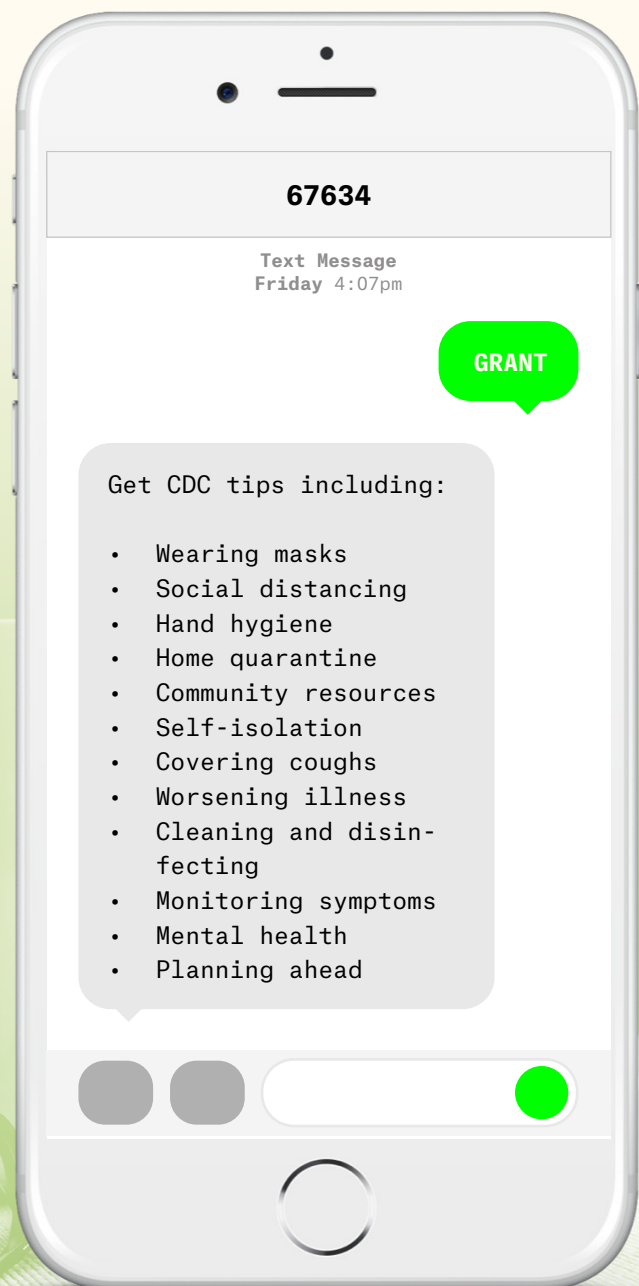 67634
Text Message
Friday 4:07pm
GRANT
Get CDC tips including:
• Wearing masks
• Social distancing
• Hand hygiene
• Home quarantine
• Community resources
• Self-isolation
• Covering coughs
• Worsening illness
• Cleaning and disin-
fecting
• Monitoring symptoms
• Mental health
• Planning ahead